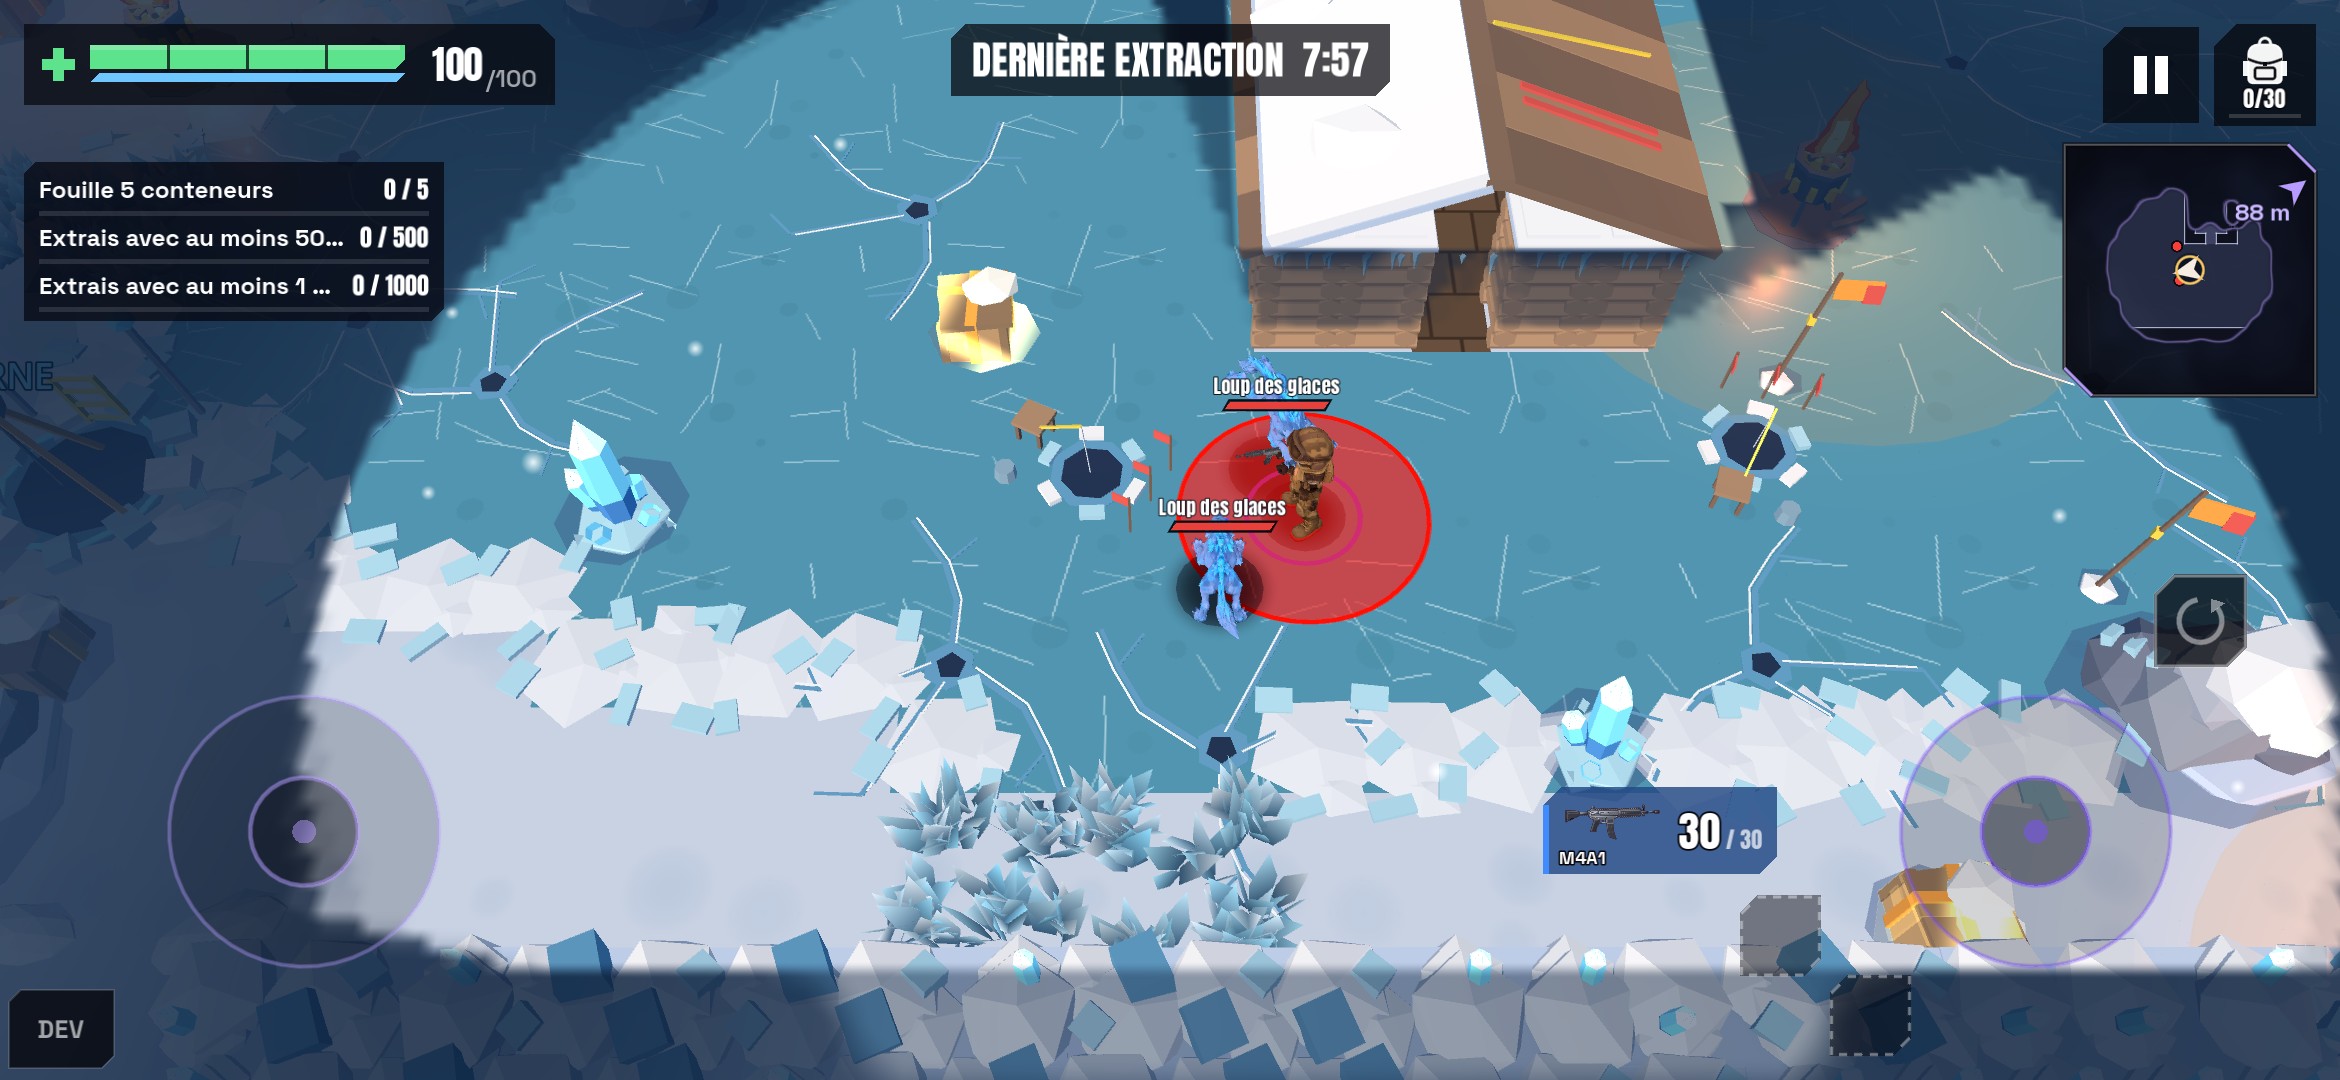 100/100
DERNIÈRE EXTRACTION 7:57
0/30
Fouille 5 conteneurs 0 / 5
Extrais avec au moins 50... 0 / 500
Extrais avec au moins 1 ... 0 / 1000
88 m
RNE
Loup des glaces
Loup des glaces
M4A1 30 / 30
DEV